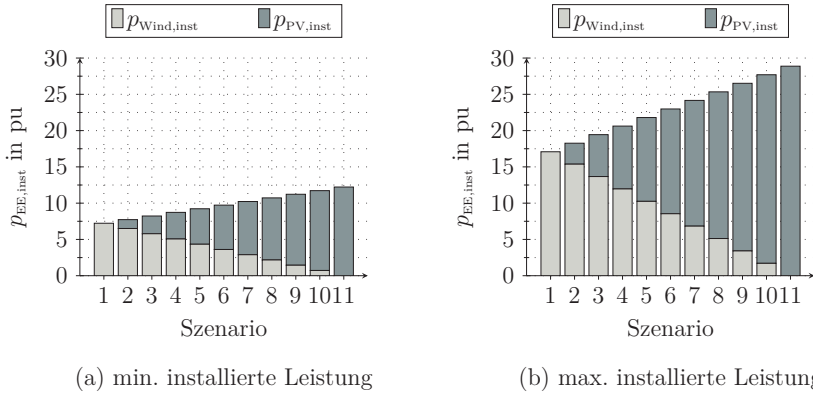 p_Wind,inst p_PV,inst
30
25
20
15
10
5
0
p_EE,inst in pu
1 2 3 4 5 6 7 8 9 10 11
Szenario
(a) min. installierte Leistung
p_Wind,inst p_PV,inst
30
25
20
15
10
5
0
p_EE,inst in pu
1 2 3 4 5 6 7 8 9 10 11
Szenario
(b) max. installierte Leistung